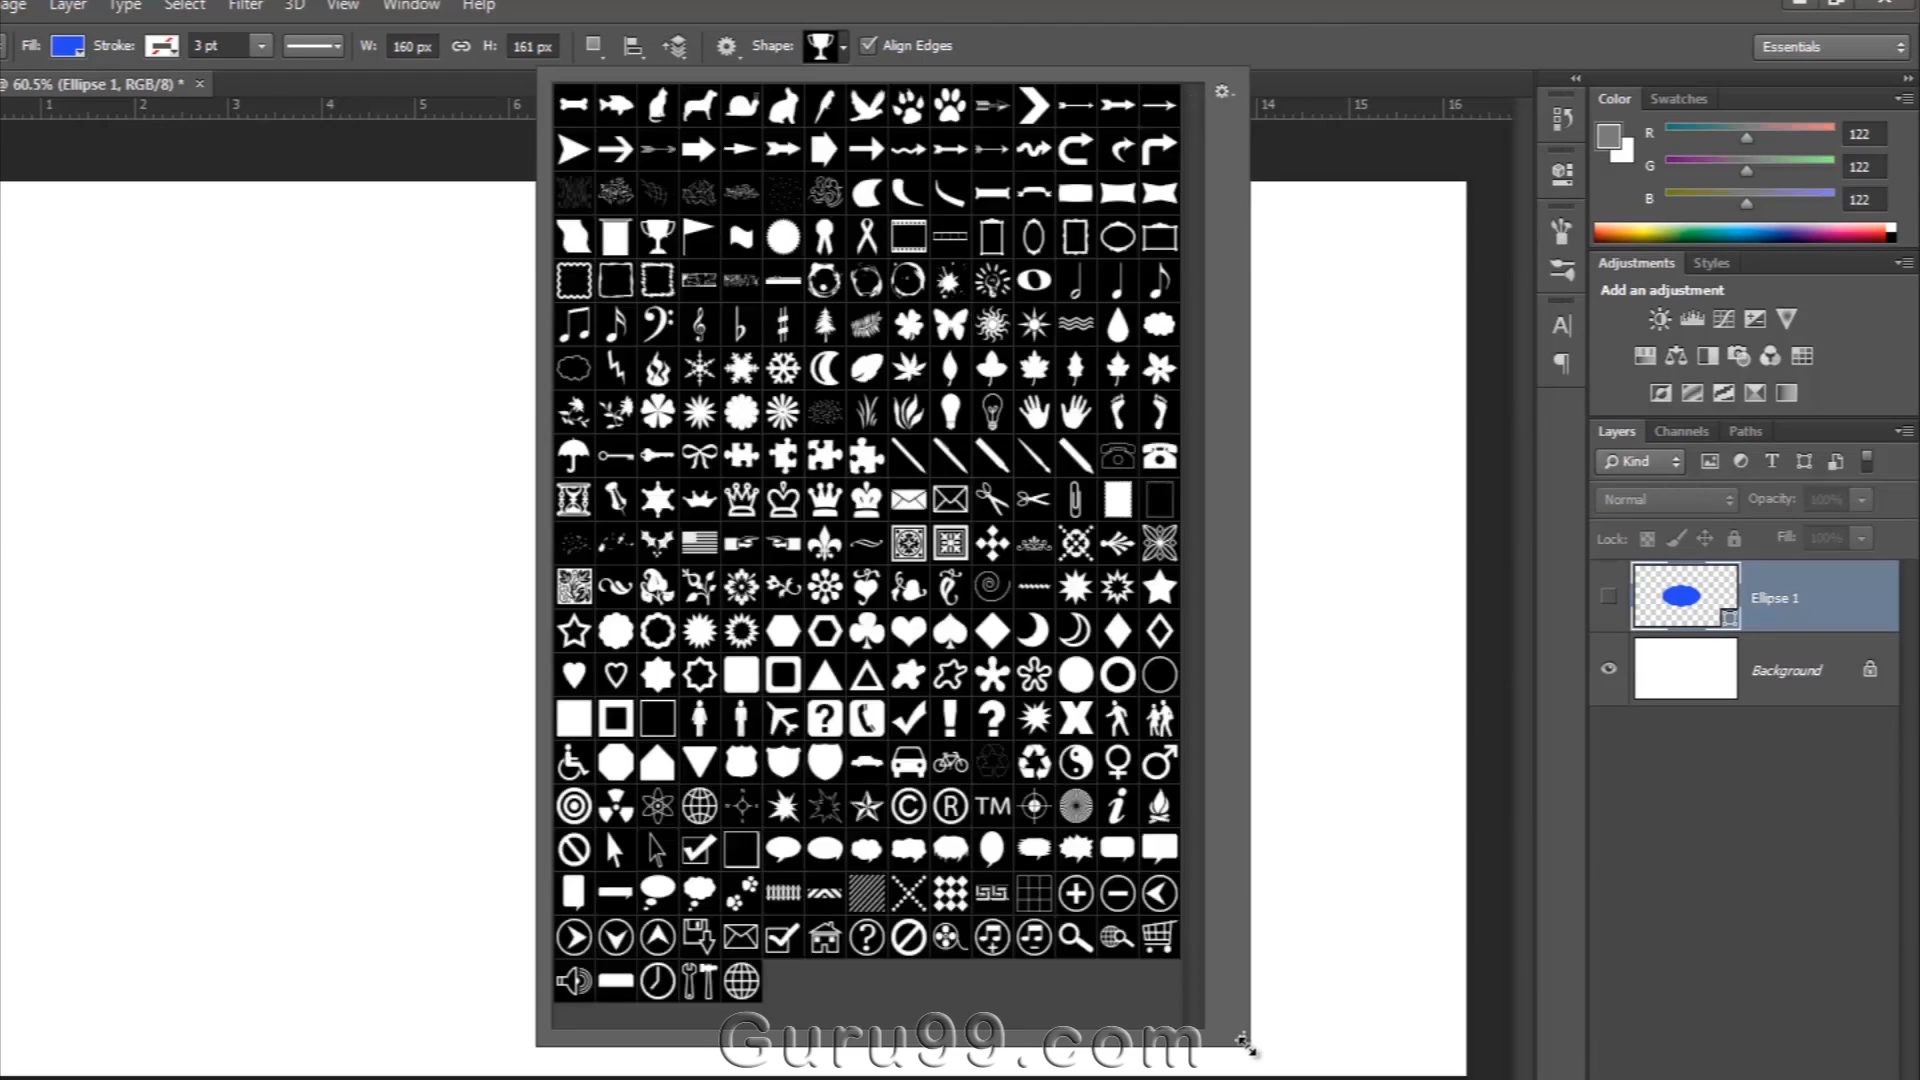 age Layer Type Select Filter 3D View Window Help
Fill: Stroke: 3 pt W: 160 px H: 161 px Shape: Align Edges Essentials
@ 60.5% (Ellipse 1, RGB/8) * ×
1 2 3 4 5 6 14 15 16
Color Swatches
R 122
G 122
B 122
Adjustments Styles
Add an adjustment
Layers Channels Paths
Kind
Normal Opacity: 100%
Lock: Fill: 100%
Ellipse 1
Background
TM
Guru99.com